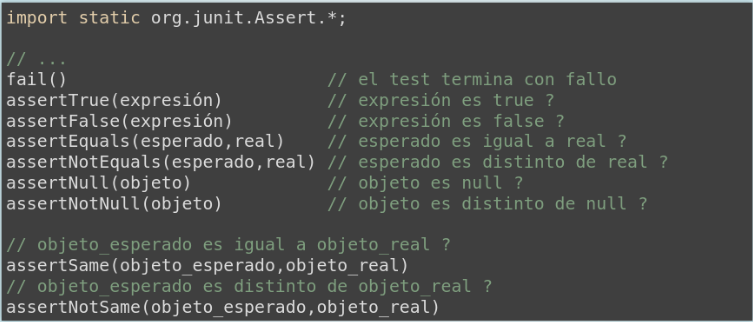 import static org.junit.Assert.*;
// ...
fail() // el test termina con fallo
assertTrue(expresión) // expresión es true ?
assertFalse(expresión) // expresión es false ?
assertEquals(esperado,real) // esperado es igual a real ?
assertNotEquals(esperado,real) // esperado es distinto de real ?
assertNull(objeto) // objeto es null ?
assertNotNull(objeto) // objeto es distinto de null ?
// objeto_esperado es igual a objeto_real ?
assertSame(objeto_esperado,objeto_real)
// objeto_esperado es distinto de objeto_real ?
assertNotSame(objeto_esperado,objeto_real)